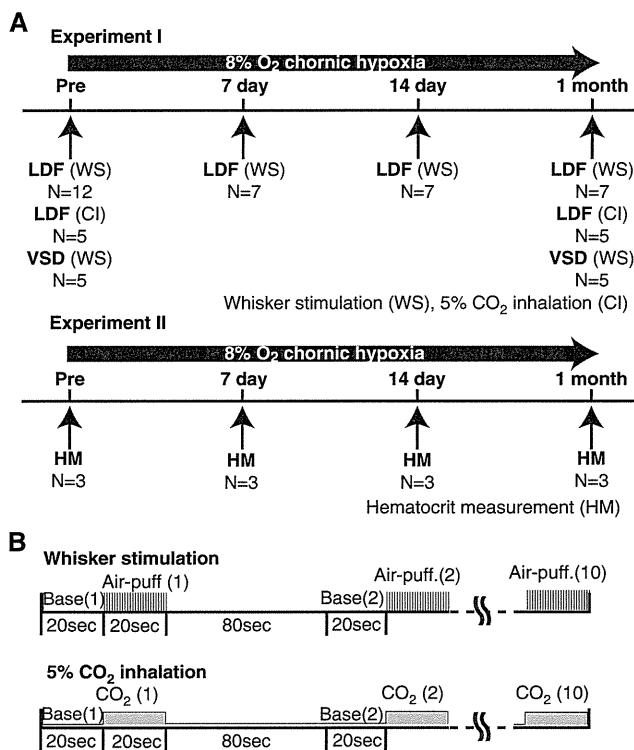 A
Experiment I
8% O₂ chornic hypoxia
Pre 7 day 14 day 1 month
LDF (WS) LDF (WS) LDF (WS) LDF (WS)
N=12 N=7 N=7 N=7
LDF (CI) LDF (CI)
N=5 N=5
VSD (WS) VSD (WS)
N=5 N=5
Whisker stimulation (WS), 5% CO₂ inhalation (CI)
Experiment II
8% O₂ chornic hypoxia
Pre 7 day 14 day 1 month
HM HM HM HM
N=3 N=3 N=3 N=3
Hematocrit measurement (HM)
B
Whisker stimulation
Air-puff (1) Air-puff.(2) Air-puff.(10)
Base(1) Base(2)
20sec 20sec 80sec 20sec
5% CO₂ inhalation
CO₂ (1) CO₂ (2) CO₂ (10)
Base(1) Base(2)
20sec 20sec 80sec 20sec